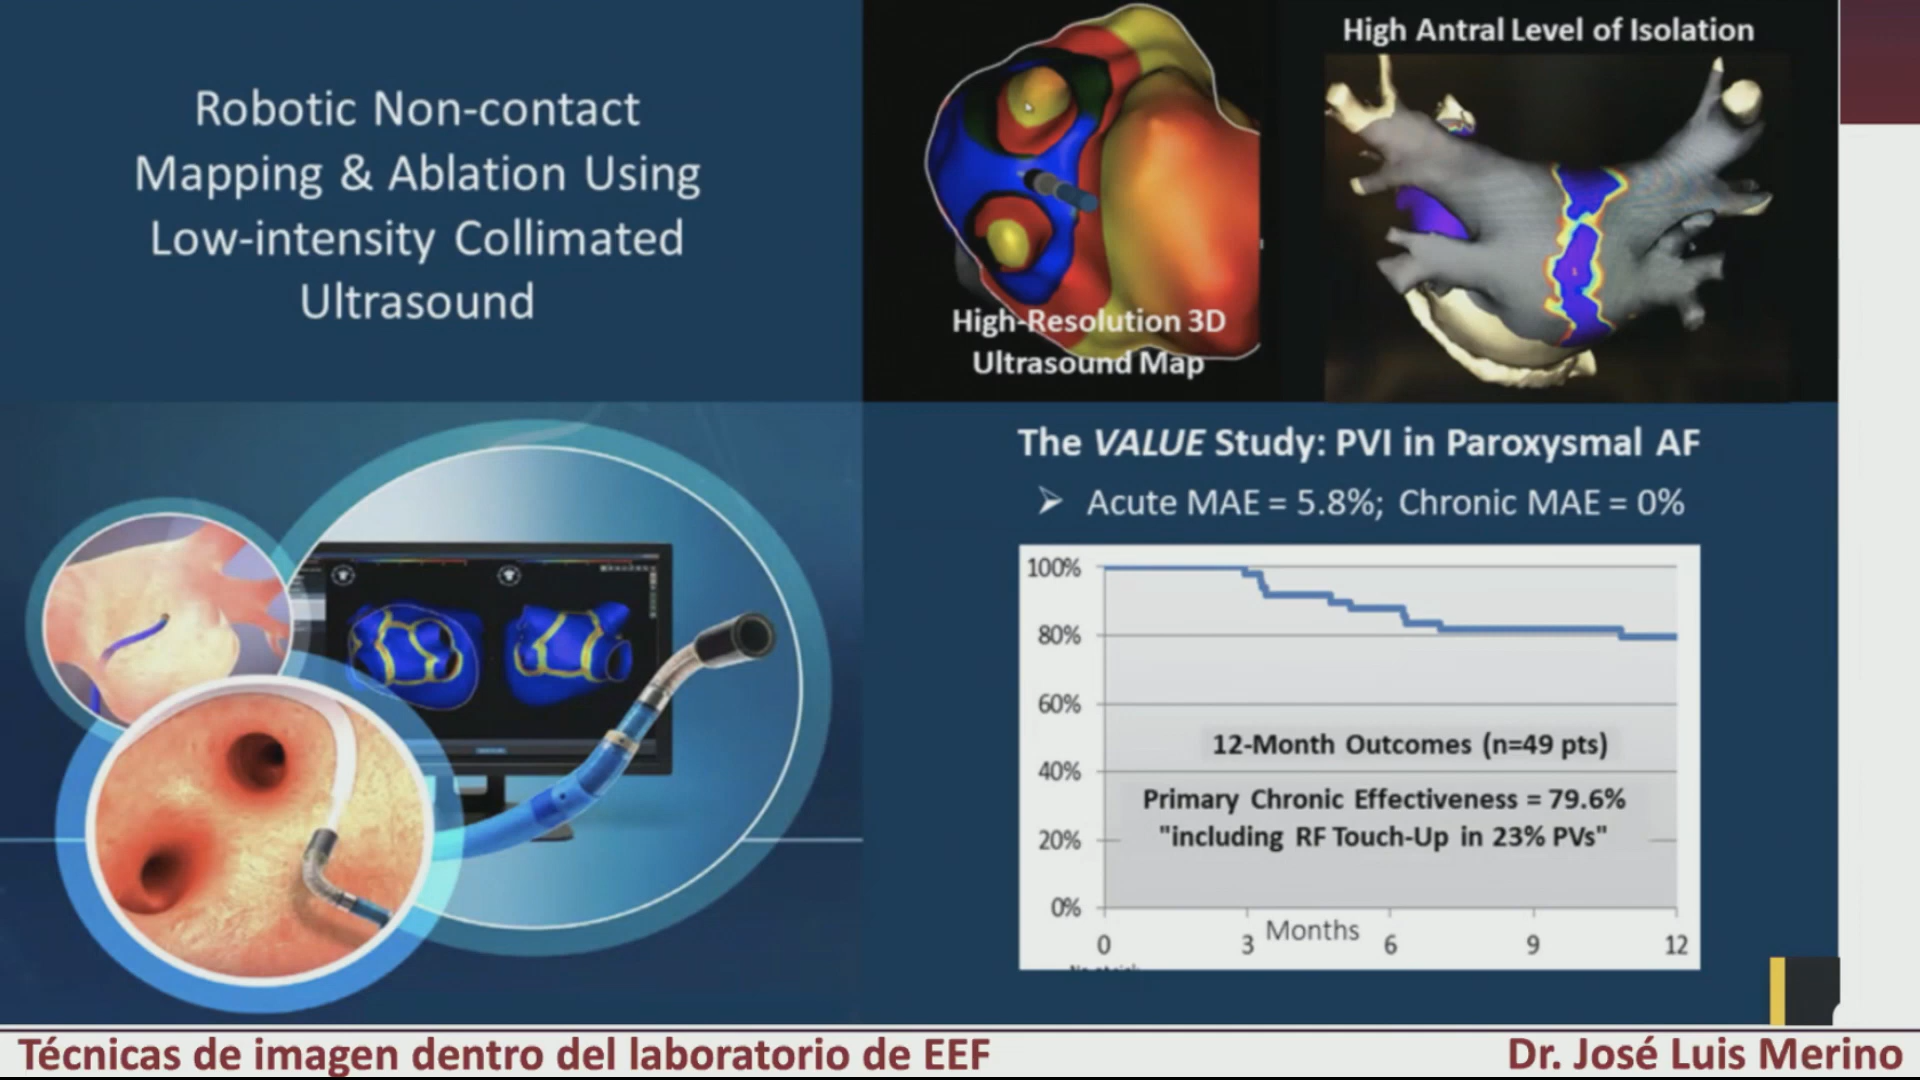 Robotic Non-contact
Mapping & Ablation Using
Low-intensity Collimated
Ultrasound
High-Resolution 3D
Ultrasound Map
High Antral Level of Isolation
The VALUE Study: PVI in Paroxysmal AF
➢ Acute MAE = 5.8%; Chronic MAE = 0%
100%
80%
60%
40%
20%
0%
12-Month Outcomes (n=49 pts)
Primary Chronic Effectiveness = 79.6%
"including RF Touch-Up in 23% PVs"
0 3 6 9 12
Months
Técnicas de imagen dentro del laboratorio de EEF
Dr. José Luis Merino